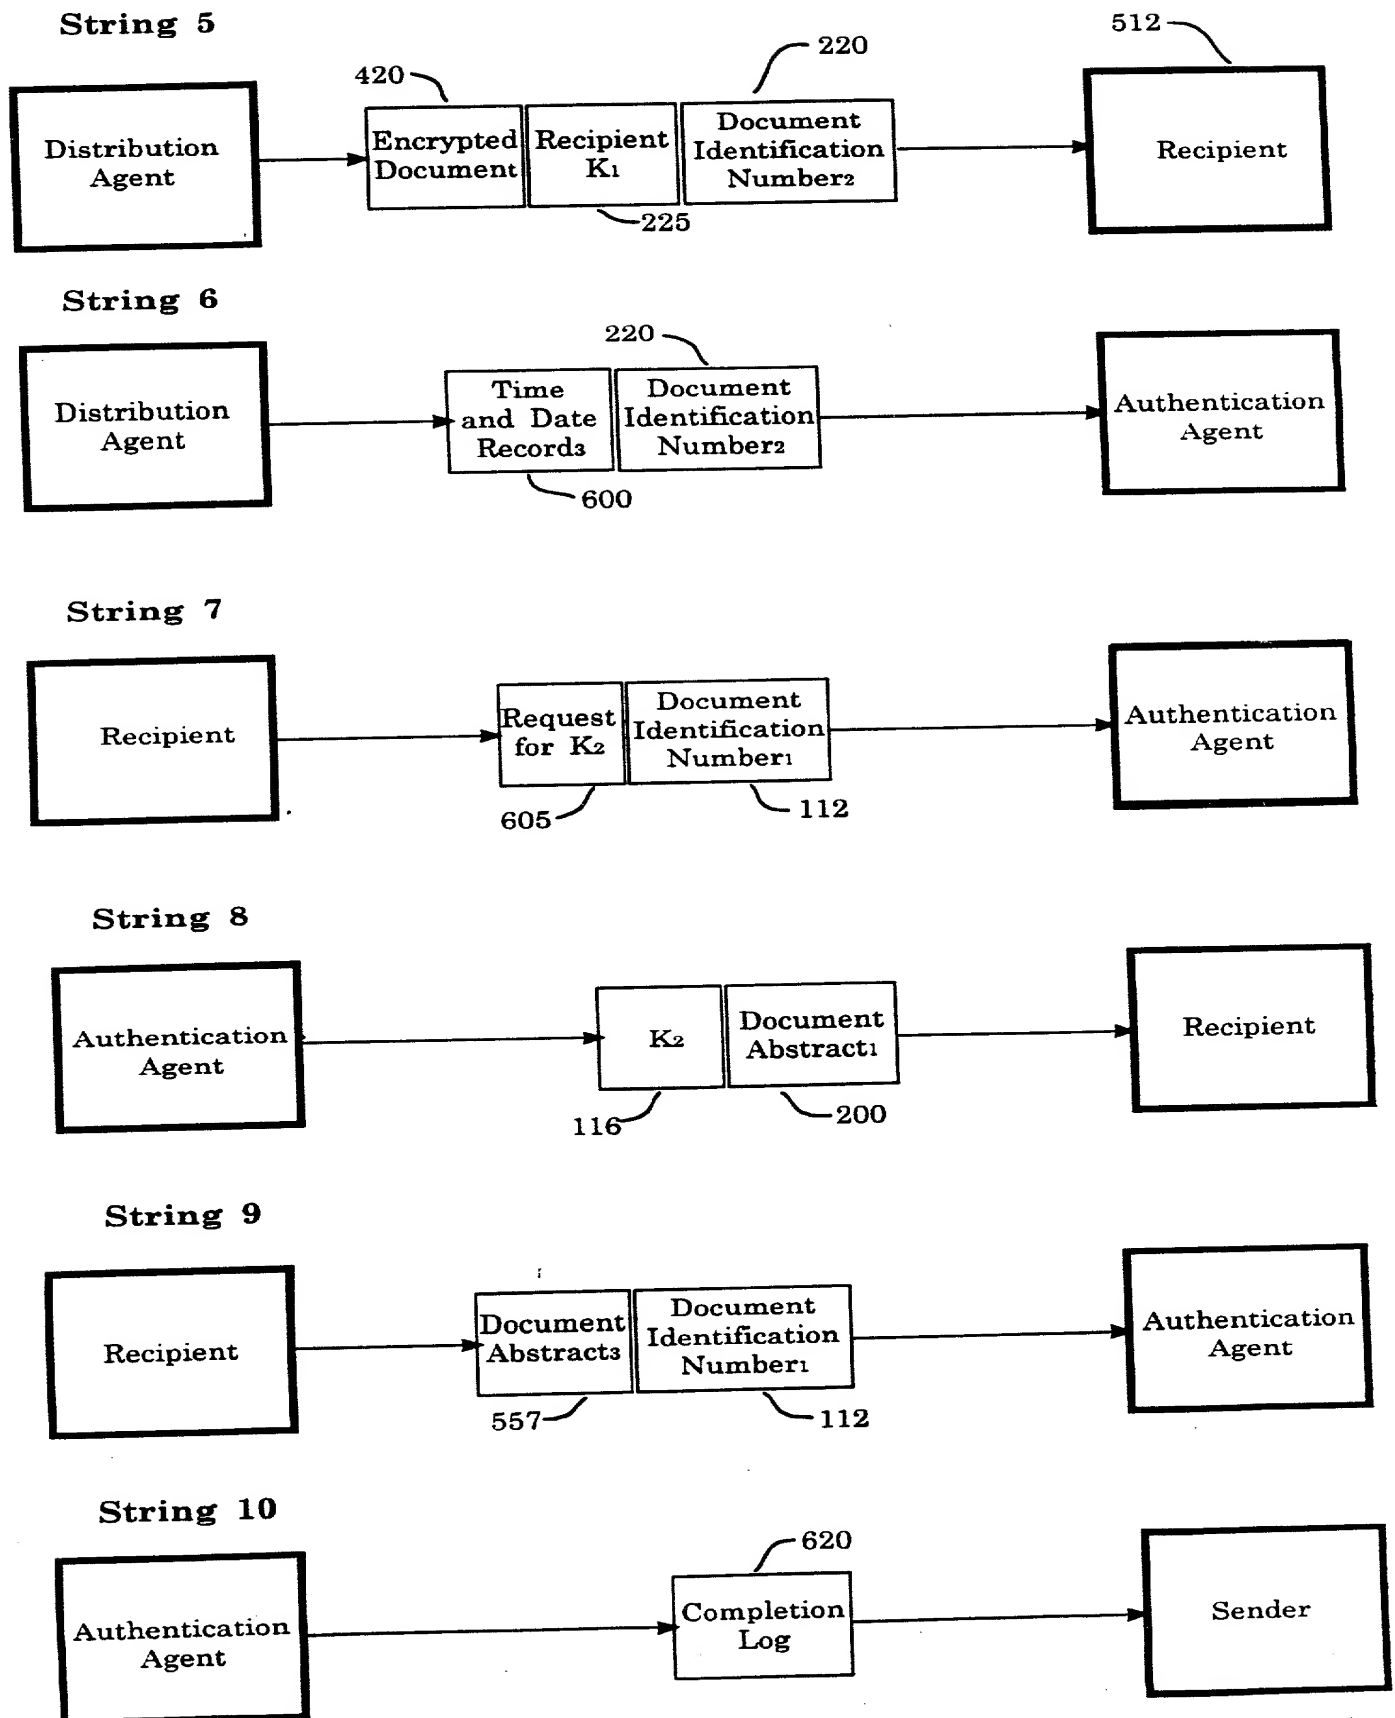 String 5
512
420
220
Distribution
Agent
Encrypted
Document
Recipient
K₁
Document
Identification
Number₂
Recipient
225
String 6
220
Distribution
Agent
Time
and Date
Record₃
Document
Identification
Number₂
Authentication
Agent
600
String 7
Recipient
Request
for K₂
Document
Identification
Number₁
Authentication
Agent
605
112
String 8
Authentication
Agent
K₂
Document
Abstract₁
Recipient
116
200
String 9
Recipient
Document
Abstract₃
Document
Identification
Number₁
Authentication
Agent
557
112
String 10
620
Authentication
Agent
Completion
Log
Sender